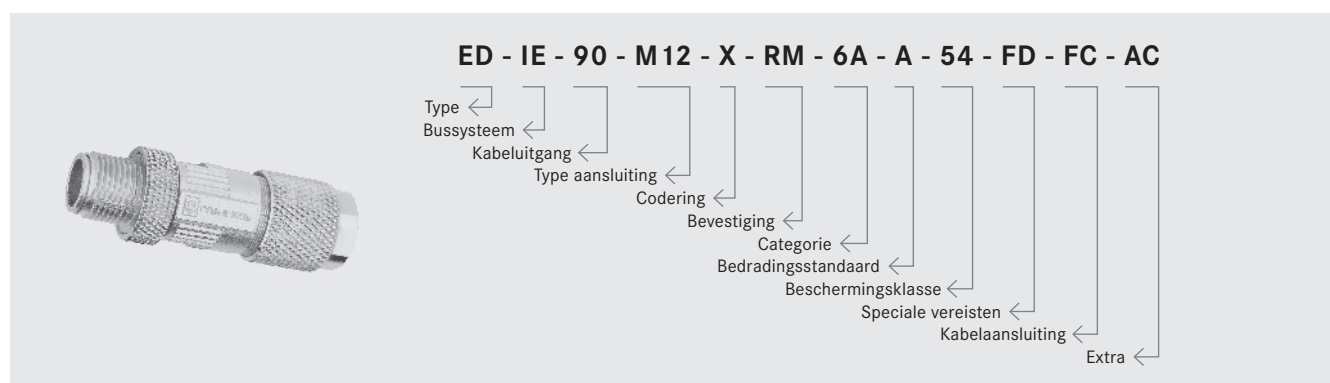 ED - IE - 90 - M12 - X - RM - 6A - A - 54 - FD - FC - AC
Type
Bussysteem
Kabeluitgang
Type aansluiting
Codering
Bevestiging
Categorie
Bedradingsstandaard
Beschermingsklasse
Speciale vereisten
Kabelaansluiting
Extra